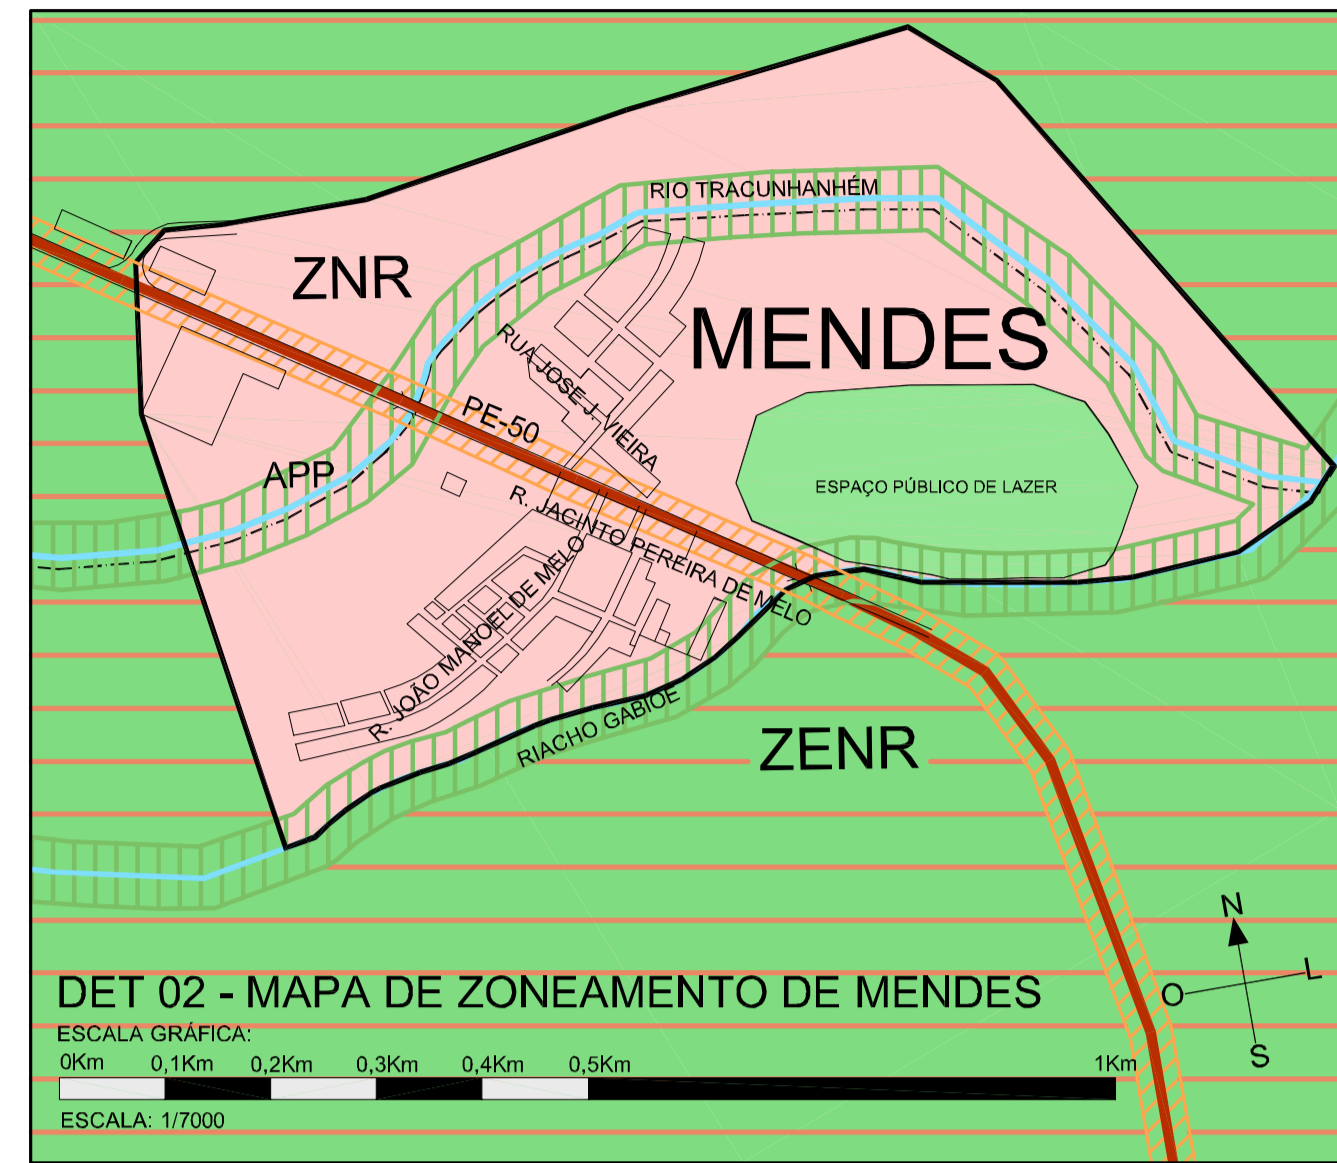 RIO TRACUNHANHÉM
ZNR
MENDES
RUA JOSE J. VIEIRA
PE-50
APP
ESPAÇO PÚBLICO DE LAZER
R. JACINTO PEREIRA DE MELO
R. JOÃO MANOEL DE MELO
RIACHO GABIOÉ
ZENR
N
L
O
S
DET 02 - MAPA DE ZONEAMENTO DE MENDES
ESCALA GRÁFICA:
0Km 0,1Km 0,2Km 0,3Km 0,4Km 0,5Km 1Km
ESCALA: 1/7000